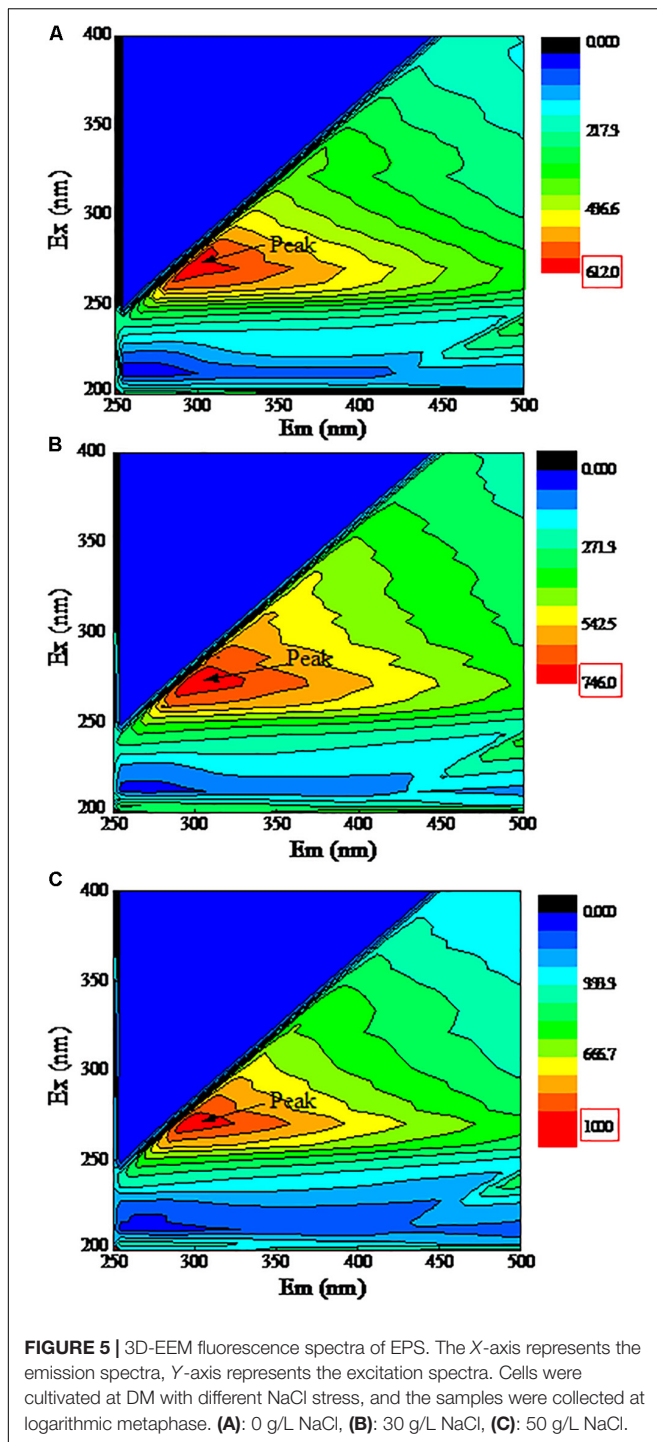 A
400
350
300
250
200
Ex (nm)
Peak
250
300
350
400
450
500
Em (nm)
0.000
217.9
612.0
B
400
350
300
250
200
Ex (nm)
Peak
250
300
350
400
450
500
Em (nm)
0.000
271.3
542.5
746.0
C
400
350
300
250
200
Ex (nm)
Peak
250
300
350
400
450
500
Em (nm)
0.000
665.7
1000
FIGURE 5 | 3D-EEM fluorescence spectra of EPS. The X-axis represents the
emission spectra, Y-axis represents the excitation spectra. Cells were
cultivated at DM with different NaCl stress, and the samples were collected at
logarithmic metaphase. (A): 0 g/L NaCl, (B): 30 g/L NaCl, (C): 50 g/L NaCl.